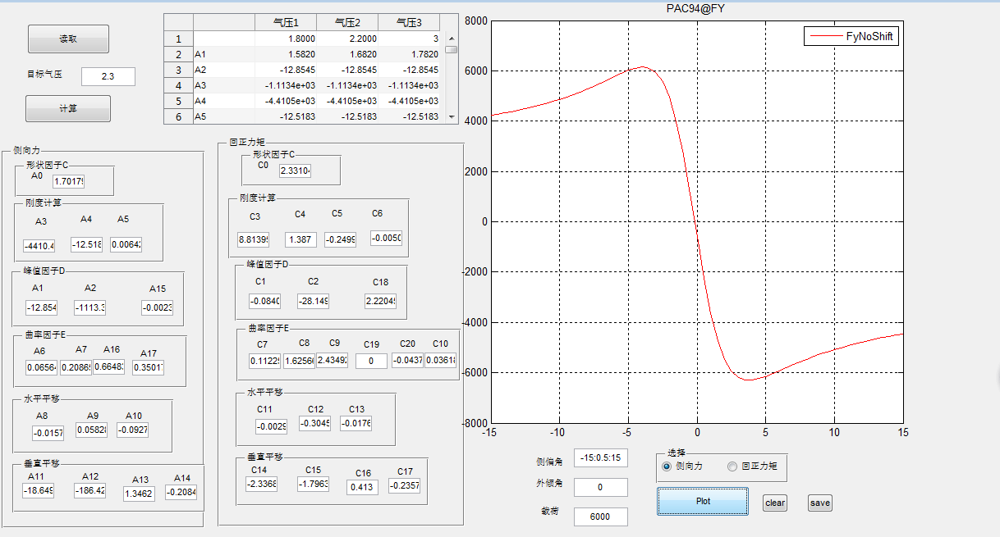 读取
目标气压 2.3
计算
气压1 气压2 气压3
1 1.8000 2.2000 3
2 A1 1.5820 1.6820 1.7820
3 A2 -12.8545 -12.8545 -12.8545
4 A3 -1.1134e+03 -1.1134e+03 -1.1134e+03
5 A4 -4.4105e+03 -4.4105e+03 -4.4105e+03
6 A5 -12.5183 -12.5183 -12.5183
侧向力
形状因子C
A0 1.7017
刚度计算
A3 A4 A5
-4410.4 -12.518 0.0064
峰值因子D
A1 A2 A15
-12.854 -1113.3 -0.0023
曲率因子E
A6 A7 A16 A17
0.0656 0.2086 0.6648 0.3501
水平平移
A8 A9 A10
-0.0157 0.0582 -0.0927
垂直平移
A11 A12 A13 A14
-18.649 -186.42 1.3462 -0.2084
回正力矩
形状因子C
C0 2.3310
刚度计算
C3 C4 C5 C6
8.8139 1.387 -0.2499 -0.0050
峰值因子D
C1 C2 C18
-0.0840 -28.149 2.2204
曲率因子E
C7 C8 C9 C19 C20 C10
0.1122 1.6256 2.4349 0 -0.0437 0.0361
水平平移
C11 C12 C13
-0.0029 -0.3045 -0.0176
垂直平移
C14 C15 C16 C17
-2.3368 -1.7963 0.413 -0.2357
PAC94@FY
FyNoShift
8000
6000
4000
2000
0
-2000
-4000
-6000
-8000
-15 -10 -5 0 5 10 15
侧偏角 -15:0.5:15
外倾角 0
载荷 6000
选择
侧向力 回正力矩
Plot clear save